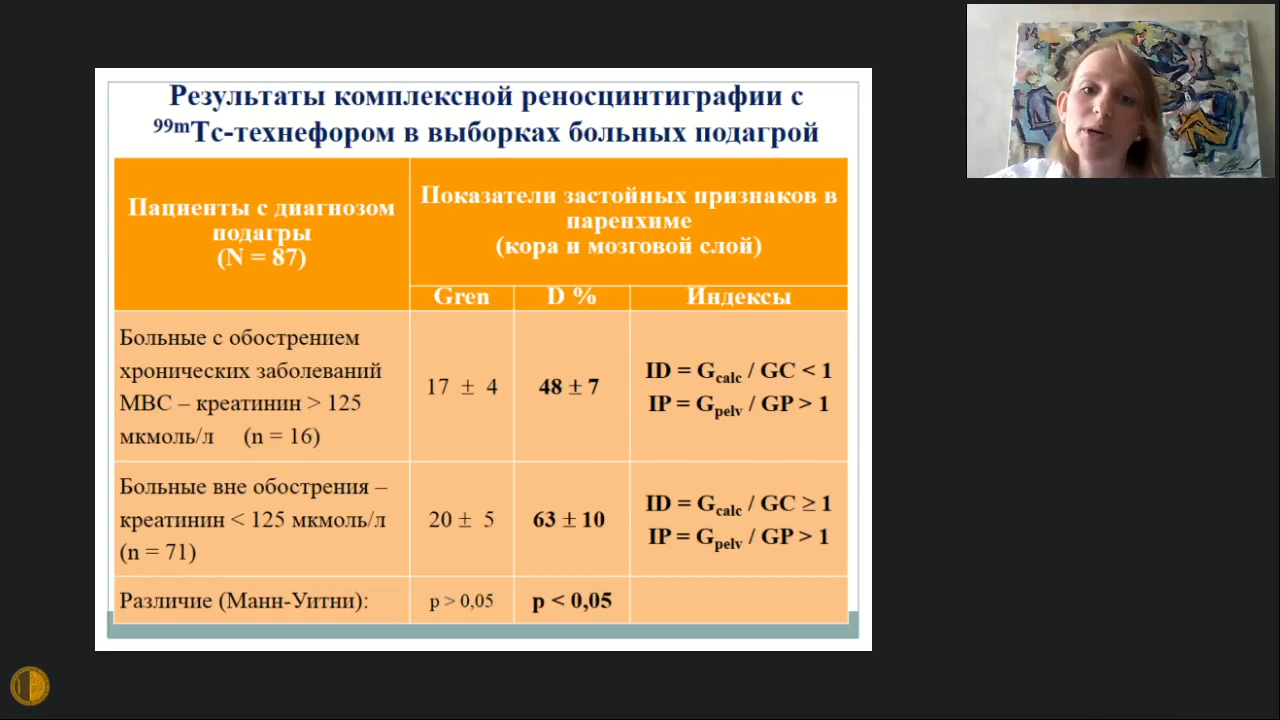 Результаты комплексной реносцинтиграфии с
⁹⁹ᵐTc-технефором в выборках больных подагрой
Пациенты с диагнозом
подагры
(N = 87)
Показатели застойных признаков в
паренхиме
(кора и мозговой слой)
Gren
D %
Индексы
Больные с обострением
хронических заболеваний
МВС – креатинин > 125
мкмоль/л (n = 16)
17 ± 4
48 ± 7
ID = Gcalc / GC < 1
IP = Gpelv / GP > 1
Больные вне обострения –
креатинин < 125 мкмоль/л
(n = 71)
20 ± 5
63 ± 10
ID = Gcalc / GC ≥ 1
IP = Gpelv / GP > 1
Различие (Манн-Уитни):
p > 0,05
p < 0,05